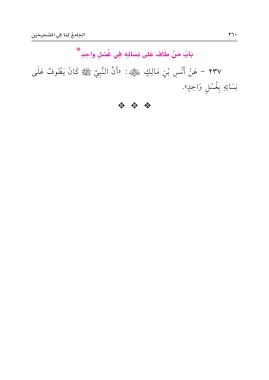 ٢٦٠ الجامع لما في الصحيحين
بَابُ مَنْ طَافَ عَلَى نِسَائِهِ فِي غُسْلٍ وَاحِدٍ*
٢٣٧ - عَنْ أَنَسِ بْنِ مَالِكٍ ﷺ: «أَنَّ النَّبِيَّ ﷺ كَانَ يَطُوفُ عَلَى
نِسَائِهِ بِغُسْلٍ وَاحِدٍ».